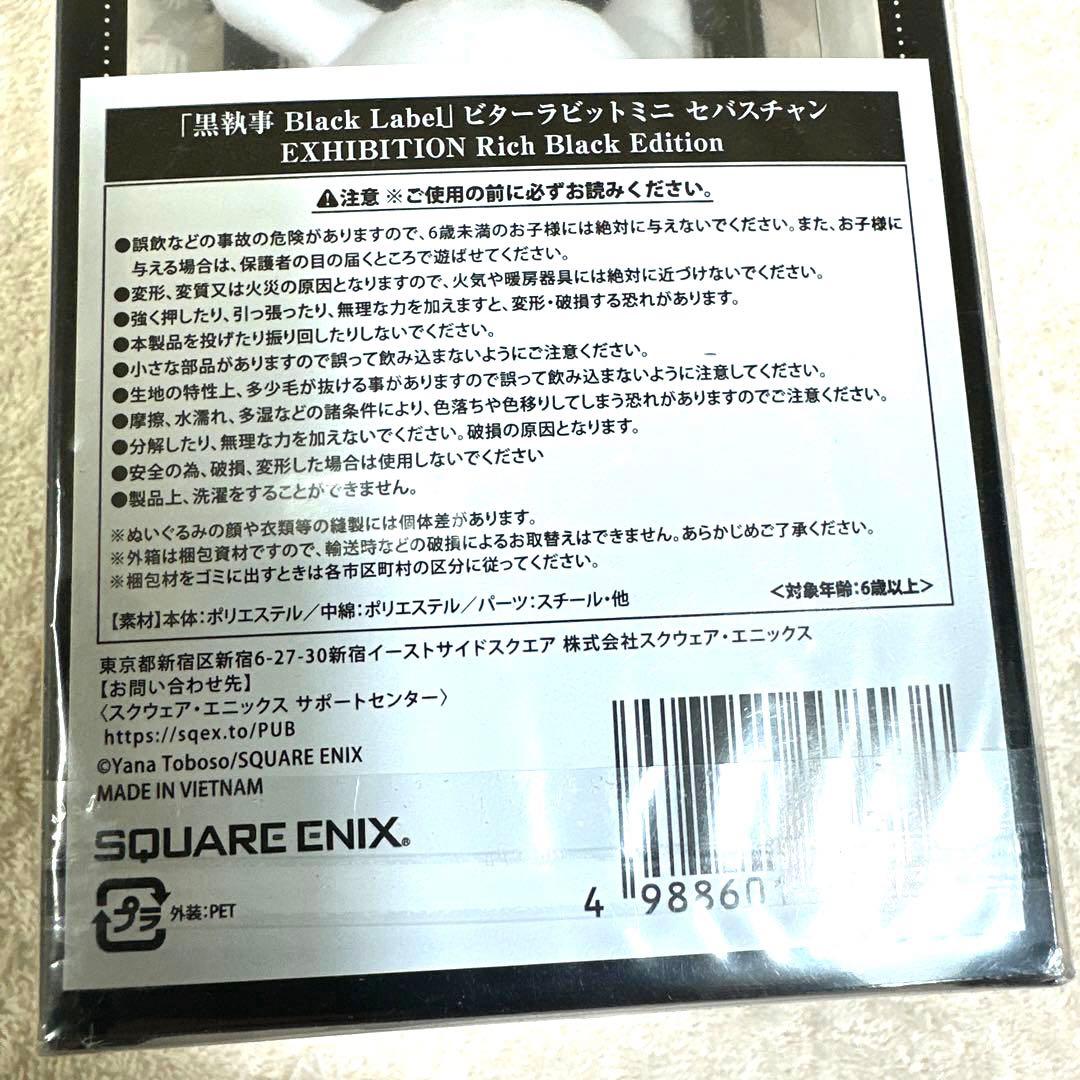 「黒執事 Black Label」ビターラビットミニ セバスチャン
EXHIBITION Rich Black Edition
⚠注意 ※ご使用の前に必ずお読みください。
●誤飲などの事故の危険がありますので、6歳未満のお子様には絶対に与えないでください。また、お子様に
与える場合は、保護者の目の届くところで遊ばせてください。
●変形、変質又は火災の原因となりますので、火気や暖房器具には絶対に近づけないでください。
●強く押したり、引っ張ったり、無理な力を加えますと、変形・破損する恐れがあります。
●本製品を投げたり振り回したりしないでください。
●小さな部品がありますので誤って飲み込まないようにご注意ください。
●生地の特性上、多少毛が抜ける事がありますので誤って飲み込まないように注意してください。
●摩擦、水濡れ、多湿などの諸条件により、色落ちや色移りしてしまう恐れがありますのでご注意ください。
●分解したり、無理な力を加えないでください。破損の原因となります。
●安全の為、破損、変形した場合は使用しないでください
●製品上、洗濯をすることができません。
※ぬいぐるみの顔や衣類等の縫製には個体差があります。
※外箱は梱包資材ですので、輸送時などの破損によるお取替えはできません。あらかじめご了承ください。
※梱包材をゴミに出すときは各市区町村の区分に従ってください。
＜対象年齢：6歳以上＞
【素材】本体：ポリエステル／中綿：ポリエステル／パーツ：スチール・他
東京都新宿区新宿6-27-30新宿イーストサイドスクエア 株式会社スクウェア・エニックス
【お問い合わせ先】
〈スクウェア・エニックス サポートセンター〉
https://sqex.to/PUB
©Yana Toboso/SQUARE ENIX
MADE IN VIETNAM
SQUARE ENIX®
プラ 外装：PET
4 98860